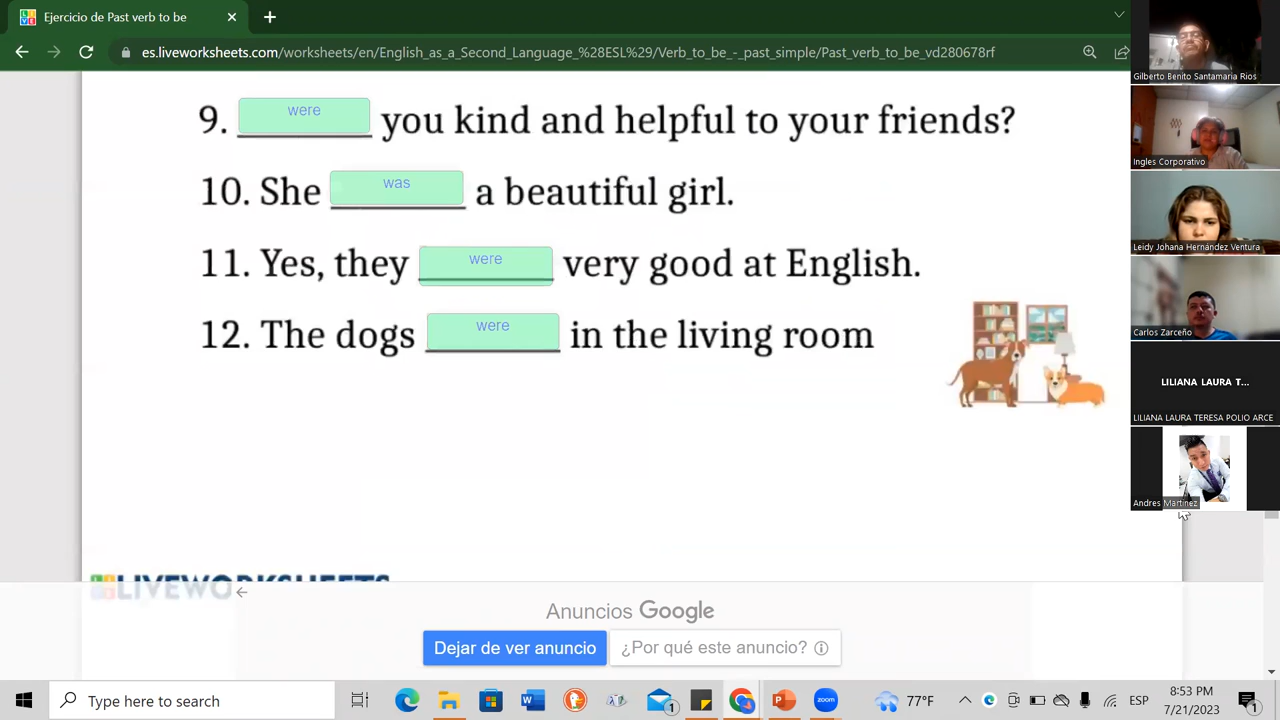 Ejercicio de Past verb to be
es.liveworksheets.com/worksheets/en/English_as_a_Second_Language_%28ESL%29/Verb_to_be_-_past_simple/Past_verb_to_be_vd280678rf
9. were you kind and helpful to your friends?
10. She was a beautiful girl.
11. Yes, they were very good at English.
12. The dogs were in the living room
LIVEWORKSHEETS
Anuncios Google
Dejar de ver anuncio
¿Por qué este anuncio?
Gilberto Benito Santamaria Rios
Ingles Corporativo
Leidy Johana Hernández Ventura
Carlos Zarceño
LILIANA LAURA T...
LILIANA LAURA TERESA POLIO ARCE
Andres Martinez
Type here to search
77°F
ESP
8:53 PM
7/21/2023